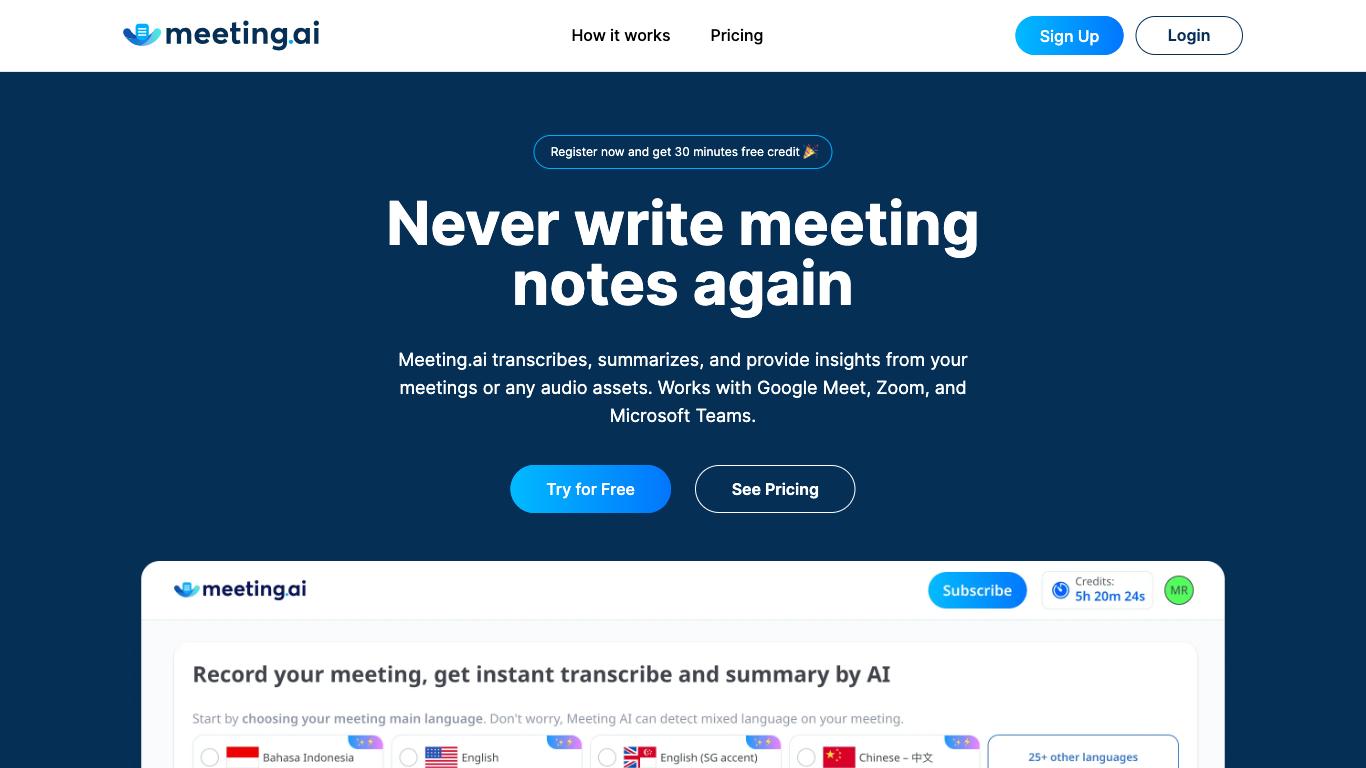 meeting.ai
How it works
Pricing
Sign Up
Login
Register now and get 30 minutes free credit 🎉
Never write meeting
notes again
Meeting.ai transcribes, summarizes, and provide insights from your
meetings or any audio assets. Works with Google Meet, Zoom, and
Microsoft Teams.
Try for Free
See Pricing
meeting.ai
Subscribe
Credits:
5h 20m 24s
MR
Record your meeting, get instant transcribe and summary by AI
Start by choosing your meeting main language. Don't worry, Meeting AI can detect mixed language on your meeting.
Bahasa Indonesia
English
English (SG accent)
Chinese – 中文
25+ other languages